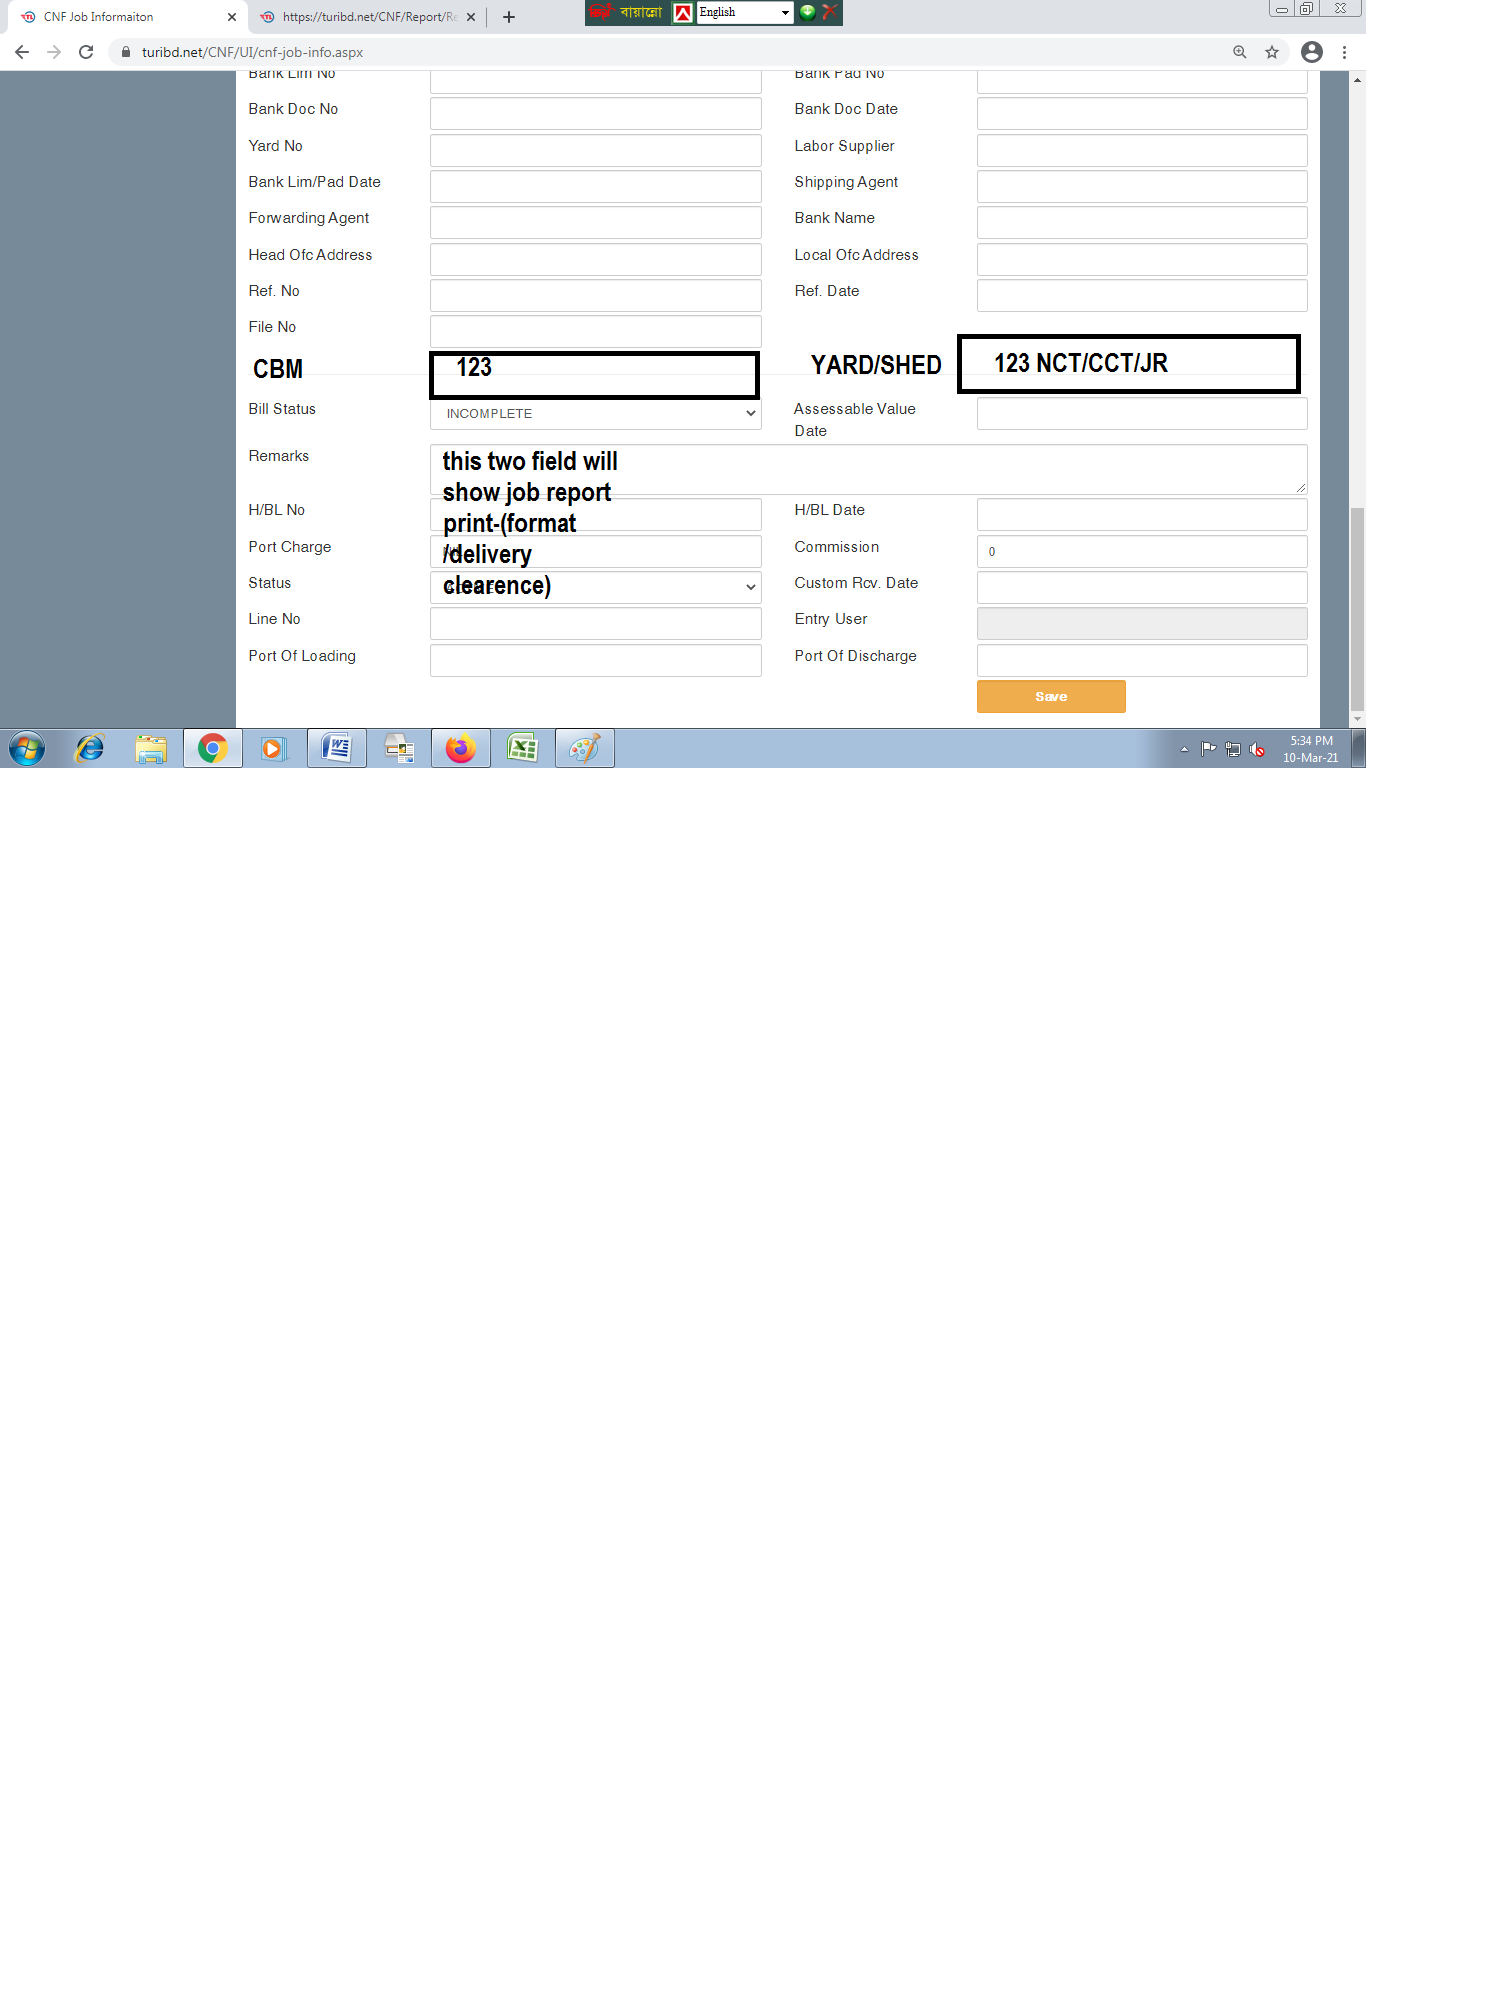 CNF Job Informaiton
https://turibd.net/CNF/Report/Re
বায়ান্নো English
turibd.net/CNF/UI/cnf-job-info.aspx
Bank Lim No Bank Pad No
Bank Doc No Bank Doc Date
Yard No Labor Supplier
Bank Lim/Pad Date Shipping Agent
Forwarding Agent Bank Name
Head Ofc Address Local Ofc Address
Ref. No Ref. Date
File No
CBM 123 YARD/SHED 123 NCT/CCT/JR
Bill Status INCOMPLETE Assessable Value
Date
Remarks
this two field will
show job report
print-(format
/delivery
clearence)
H/BL No H/BL Date
Port Charge Commission 0
Status Custom Rcv. Date
Line No Entry User
Port Of Loading Port Of Discharge
Save
5:34 PM
10-Mar-21